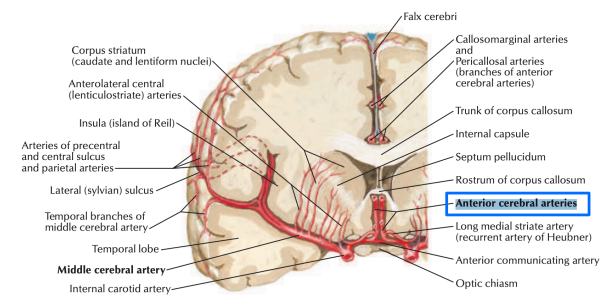 Falx cerebri
Callosomarginal arteries
and
Pericallosal arteries
(branches of anterior
cerebral arteries)
Trunk of corpus callosum
Internal capsule
Septum pellucidum
Rostrum of corpus callosum
Anterior cerebral arteries
Long medial striate artery
(recurrent artery of Heubner)
Anterior communicating artery
Optic chiasm
Corpus striatum
(caudate and lentiform nuclei)
Anterolateral central
(lenticulostriate) arteries
Insula (island of Reil)
Arteries of precentral
and central sulcus
and parietal arteries
Lateral (sylvian) sulcus
Temporal branches of
middle cerebral artery
Temporal lobe
Middle cerebral artery
Internal carotid artery